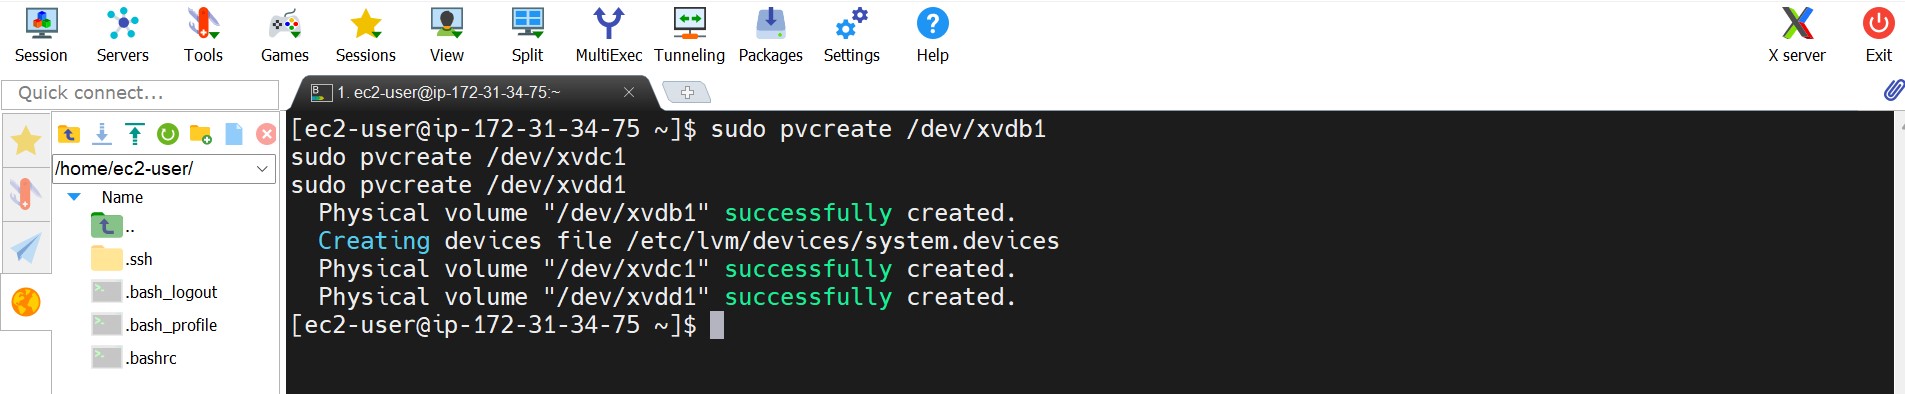 Session Servers Tools Games Sessions View Split MultiExec Tunneling Packages Settings Help X server Exit
Quick connect...
1. ec2-user@ip-172-31-34-75:~
/home/ec2-user/
Name
..
.ssh
.bash_logout
.bash_profile
.bashrc
[ec2-user@ip-172-31-34-75 ~]$ sudo pvcreate /dev/xvdb1
sudo pvcreate /dev/xvdc1
sudo pvcreate /dev/xvdd1
  Physical volume "/dev/xvdb1" successfully created.
  Creating devices file /etc/lvm/devices/system.devices
  Physical volume "/dev/xvdc1" successfully created.
  Physical volume "/dev/xvdd1" successfully created.
[ec2-user@ip-172-31-34-75 ~]$